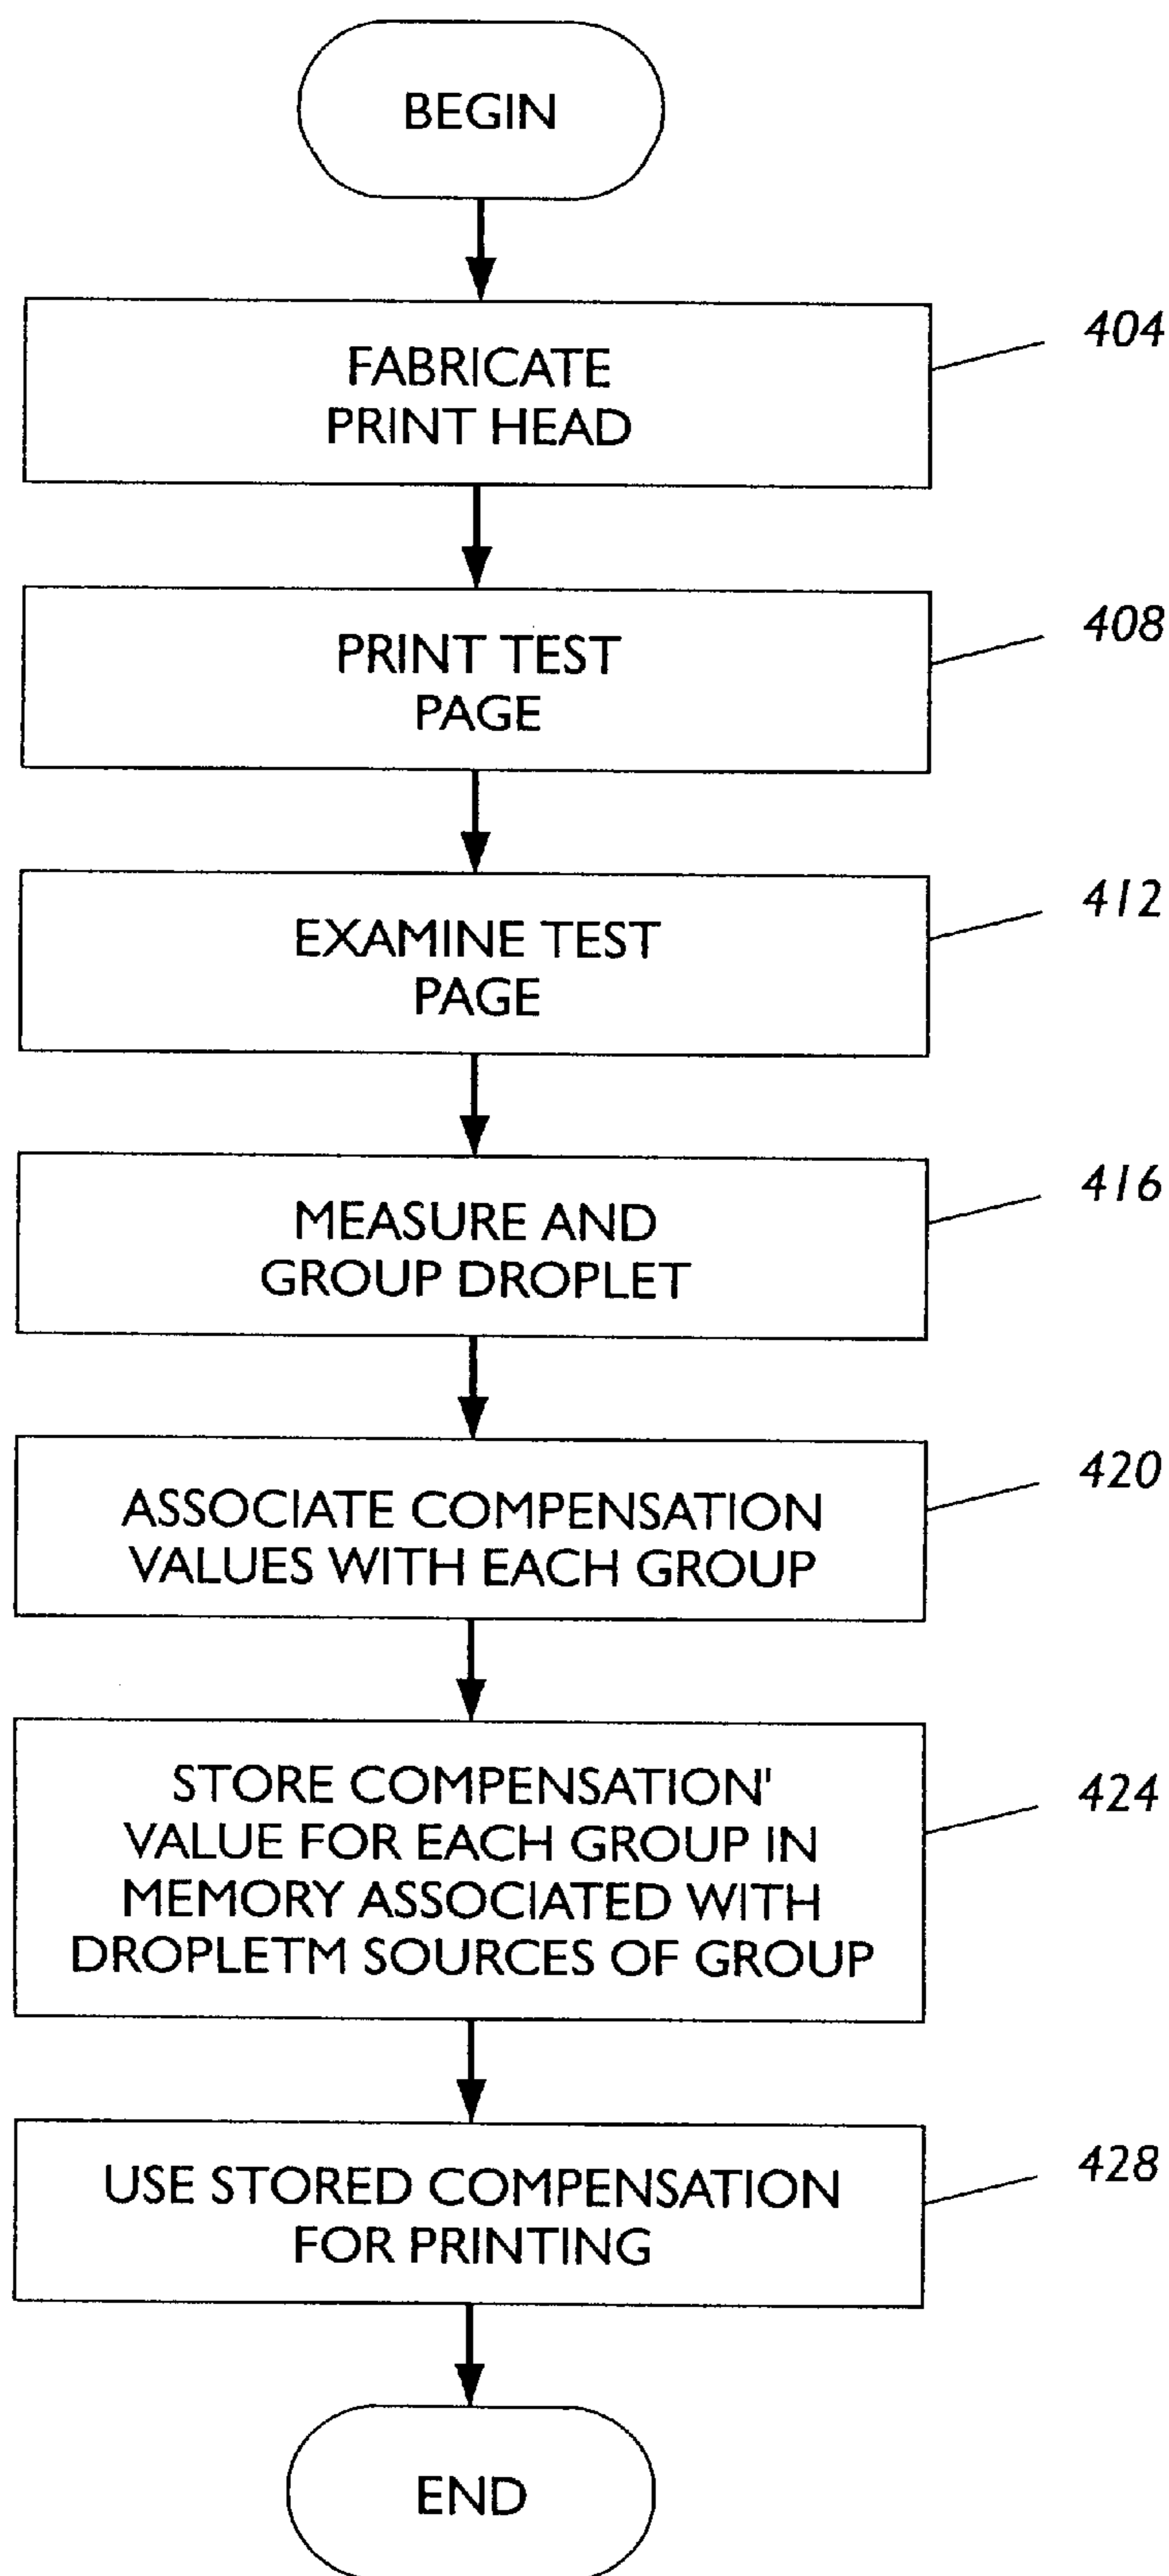 BEGIN
FABRICATE
PRINT HEAD
404
PRINT TEST
PAGE
408
EXAMINE TEST
PAGE
412
MEASURE AND
GROUP DROPLET
416
ASSOCIATE COMPENSATION
VALUES WITH EACH GROUP
420
STORE COMPENSATION'
VALUE FOR EACH GROUP IN
MEMORY ASSOCIATED WITH
DROPLETM SOURCES OF GROUP
424
USE STORED COMPENSATION
FOR PRINTING
428
END